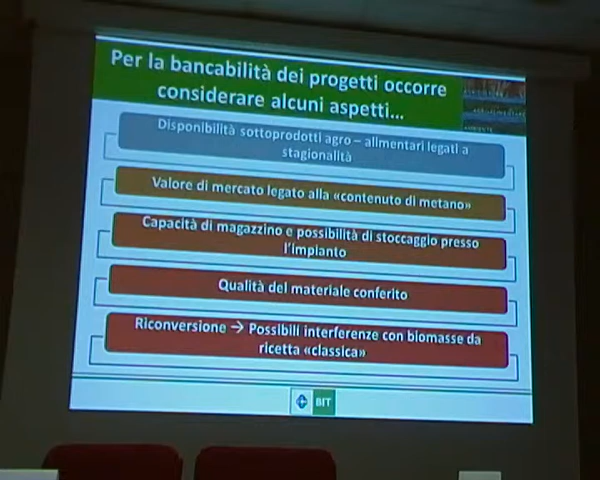 Per la bancabilità dei progetti occorre
considerare alcuni aspetti...
Disponibilità sottoprodotti agro – alimentari legati a
stagionalità
Valore di mercato legato alla «contenuto di metano»
Capacità di magazzino e possibilità di stoccaggio presso
l'impianto
Qualità del materiale conferito
Riconversione → Possibili interferenze con biomasse da
ricetta «classica»
BIT